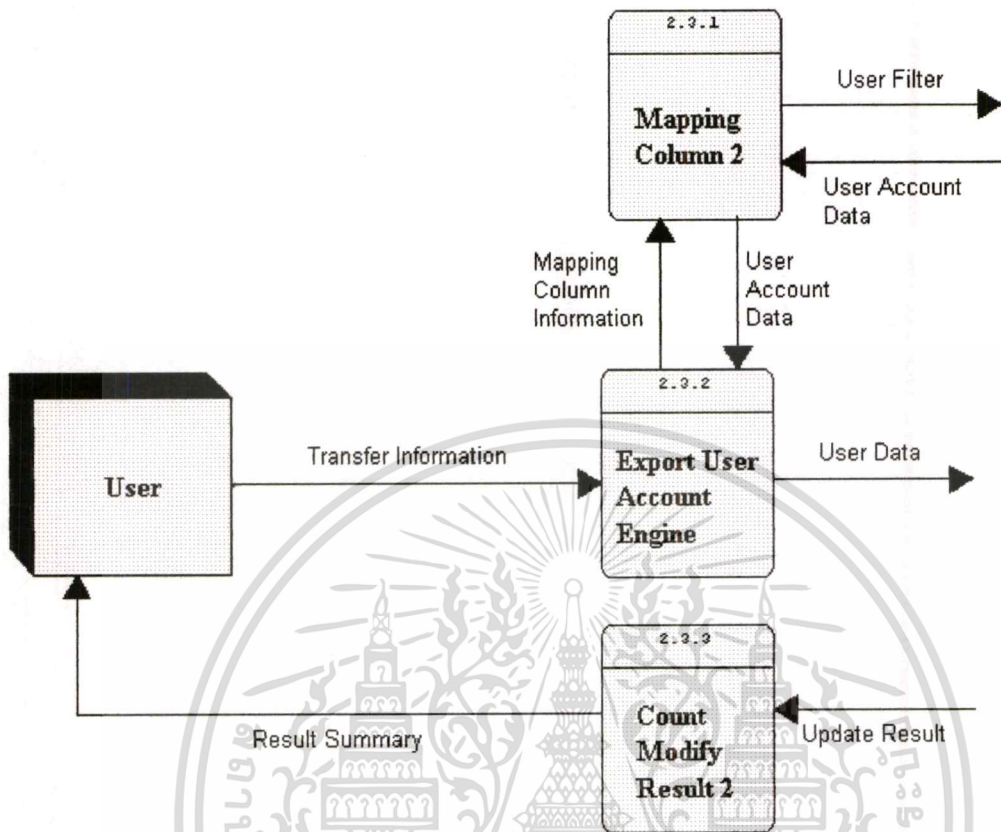 2.3.1
Mapping
Column 2
User Filter
User Account
Data
Mapping
Column
Information
User
Account
Data
2.3.2
Export User
Account
Engine
User
Transfer Information
User Data
2.3.3
Count
Modify
Result 2
Result Summary
Update Result